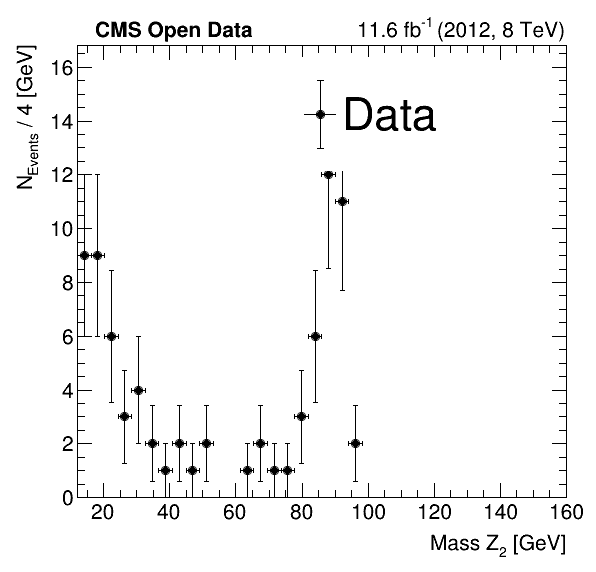 CMS Open Data 11.6 fb⁻¹ (2012, 8 TeV)
N_Events / 4 [GeV]
16
14
12
10
8
6
4
2
0
Data
20 40 60 80 100 120 140 160
Mass Z₂ [GeV]